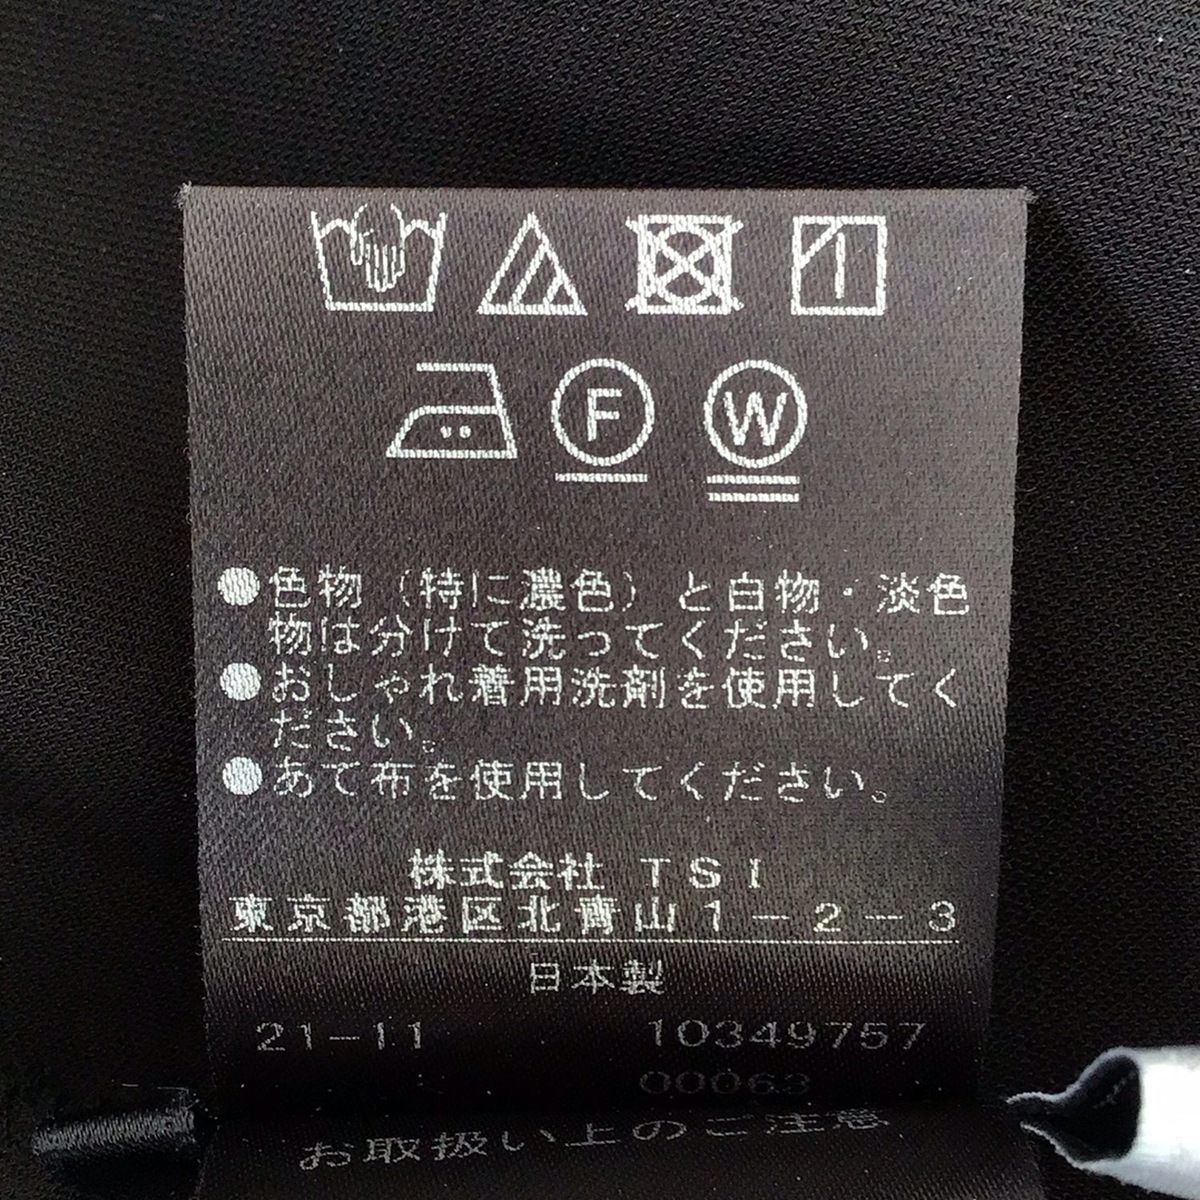 F W
●色物（特に濃色）と白物・淡色
物は分けて洗ってください。
●おしゃれ着用洗剤を使用してく
ださい。
●あて布を使用してください。
株式会社 TSI
東京都港区北青山1-2-3
日本製
21-11 10349757
00063
お取扱い上のご注意